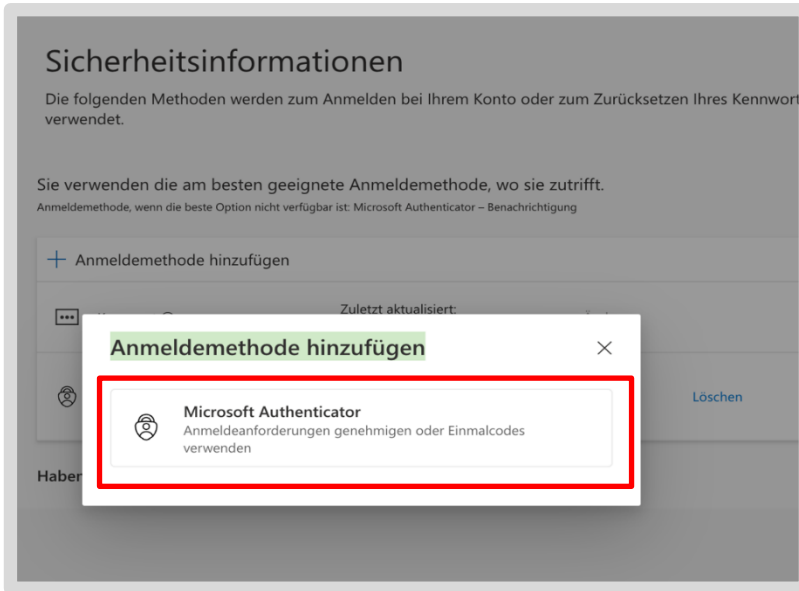 Sicherheitsinformationen
Die folgenden Methoden werden zum Anmelden bei Ihrem Konto oder zum Zurücksetzen Ihres Kennwort
verwendet.
Sie verwenden die am besten geeignete Anmeldemethode, wo sie zutrifft.
Anmeldemethode, wenn die beste Option nicht verfügbar ist: Microsoft Authenticator – Benachrichtigung
Anmeldemethode hinzufügen
Zuletzt aktualisiert:
Anmeldemethode hinzufügen
Microsoft Authenticator
Anmeldeanforderungen genehmigen oder Einmalcodes
verwenden
Löschen
Haben